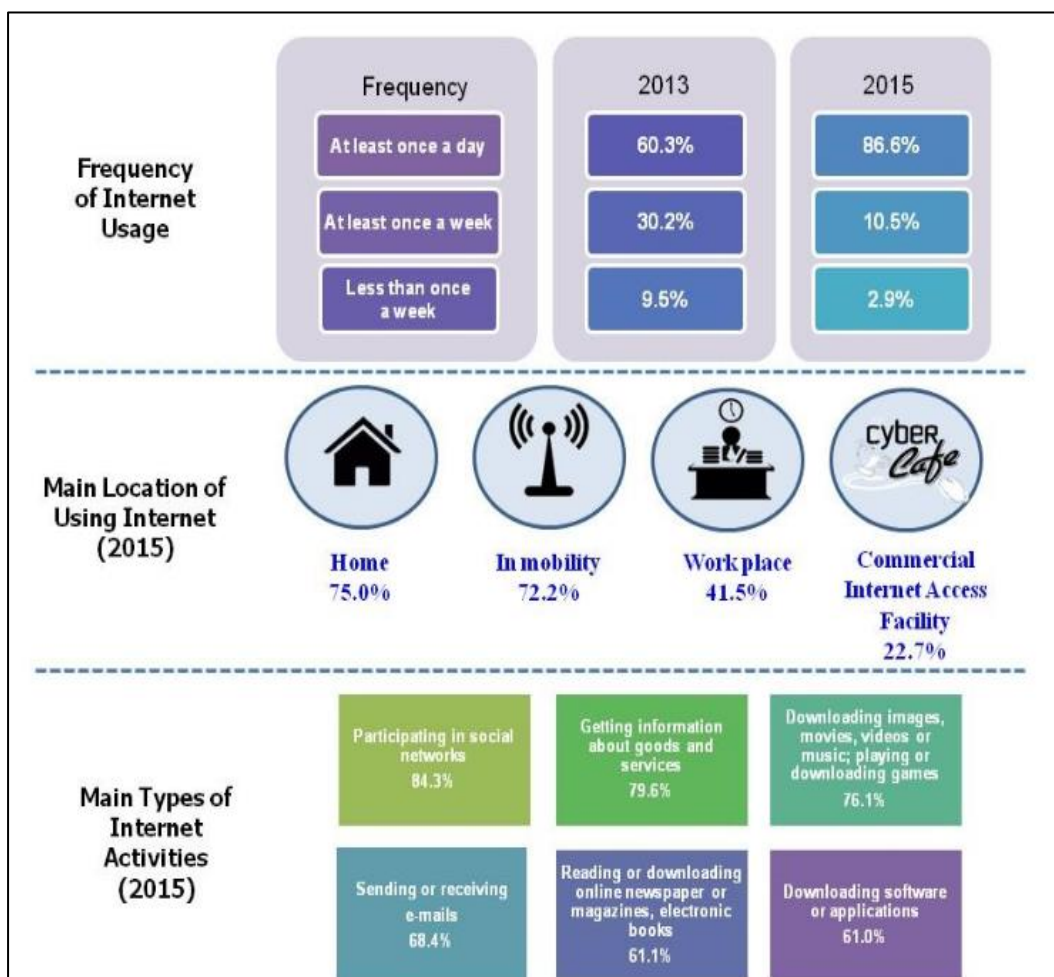 Frequency
of Internet
Usage
Frequency
2013
2015
At least once a day
60.3%
86.6%
At least once a week
30.2%
10.5%
Less than once
a week
9.5%
2.9%
Main Location of
Using Internet
(2015)
cyber
Cafe
Home
75.0%
In mobility
72.2%
Work place
41.5%
Commercial
Internet Access
Facility
22.7%
Main Types of
Internet
Activities
(2015)
Participating in social
networks
84.3%
Getting information
about goods and
services
79.6%
Downloading images,
movies, videos or
music; playing or
downloading games
76.1%
Sending or receiving
e-mails
68.4%
Reading or downloading
online newspaper or
magazines, electronic
books
61.1%
Downloading software
or applications
61.0%